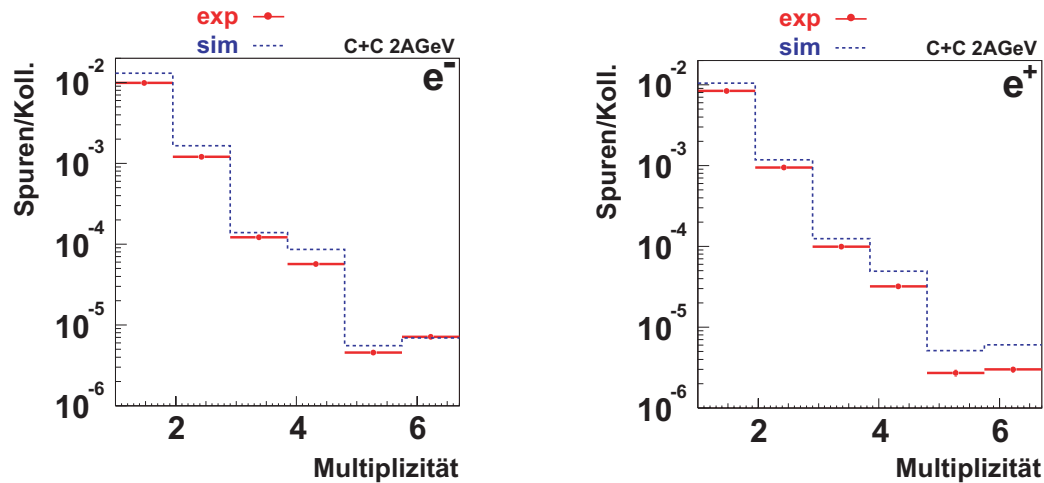 exp
sim
C+C 2AGeV
e-
Spuren/Koll.
10-2
10-3
10-4
10-5
10-6
2 4 6
Multiplizität
exp
sim
C+C 2AGeV
e+
Spuren/Koll.
10-2
10-3
10-4
10-5
10-6
2 4 6
Multiplizität